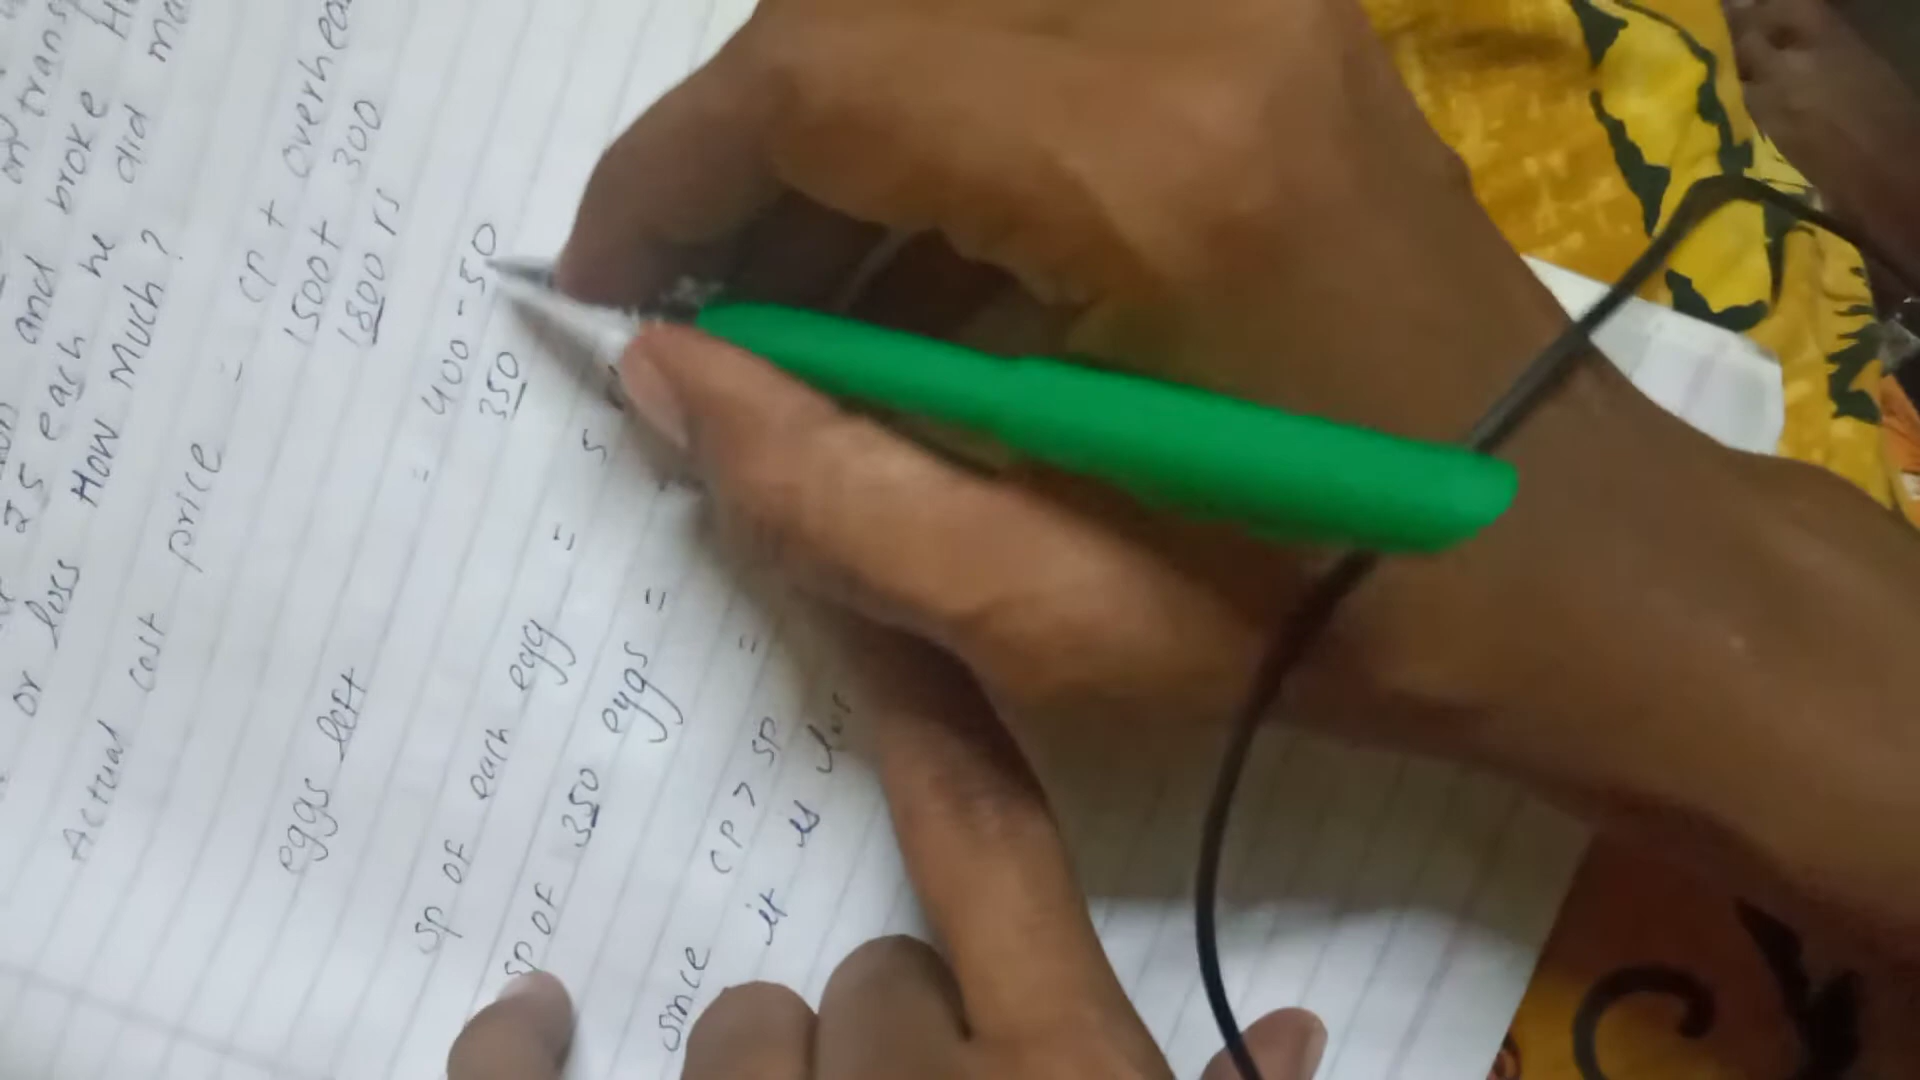 on trans
and broke
25 each he did
or loss How Much?
Actual cost price = CP + overhea
1500 + 300
1800 rs
eggs left = 400 - 50
350
SP OF each egg = 5
SP OF 350 eggs =
since CP > SP =
it is